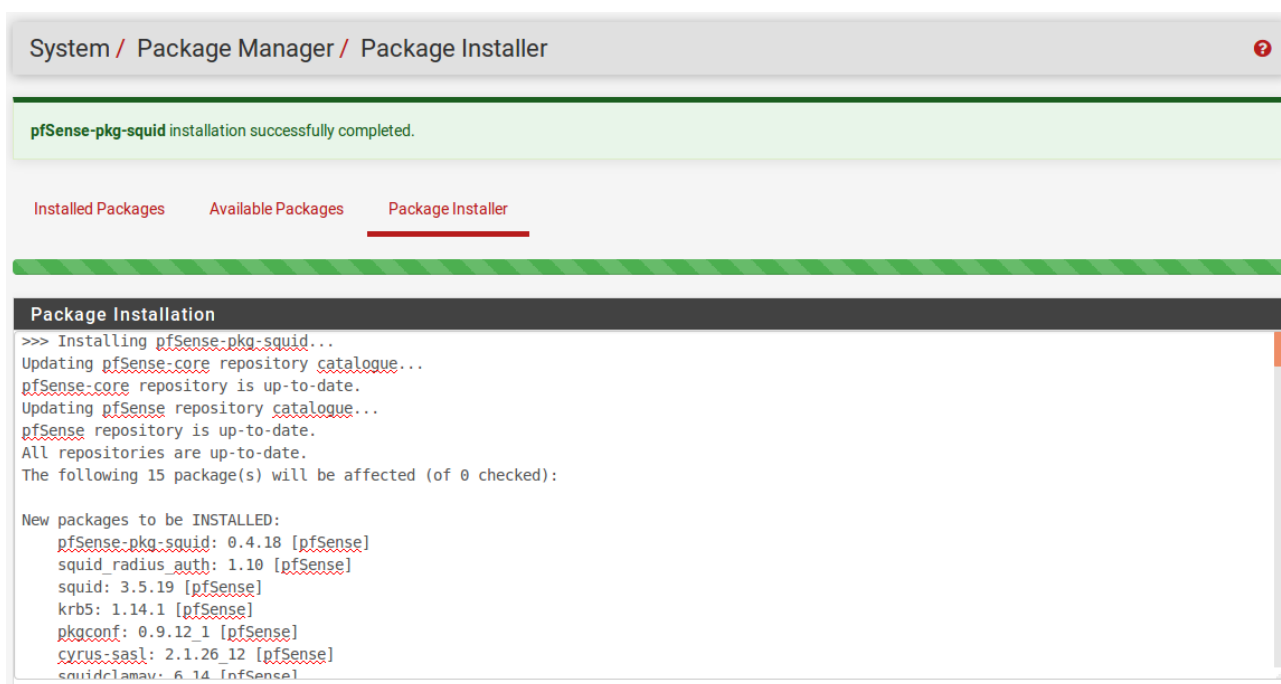 System / Package Manager / Package Installer
pfSense-pkg-squid installation successfully completed.
Installed Packages Available Packages Package Installer
Package Installation
>>> Installing pfSense-pkg-squid...
Updating pfSense-core repository catalogue...
pfSense-core repository is up-to-date.
Updating pfSense repository catalogue...
pfSense repository is up-to-date.
All repositories are up-to-date.
The following 15 package(s) will be affected (of 0 checked):
New packages to be INSTALLED:
pfSense-pkg-squid: 0.4.18 [pfSense]
squid_radius_auth: 1.10 [pfSense]
squid: 3.5.19 [pfSense]
krb5: 1.14.1 [pfSense]
pkgconf: 0.9.12_1 [pfSense]
cyrus-sasl: 2.1.26_12 [pfSense]
squidclamav: 6.14 [pfSense]